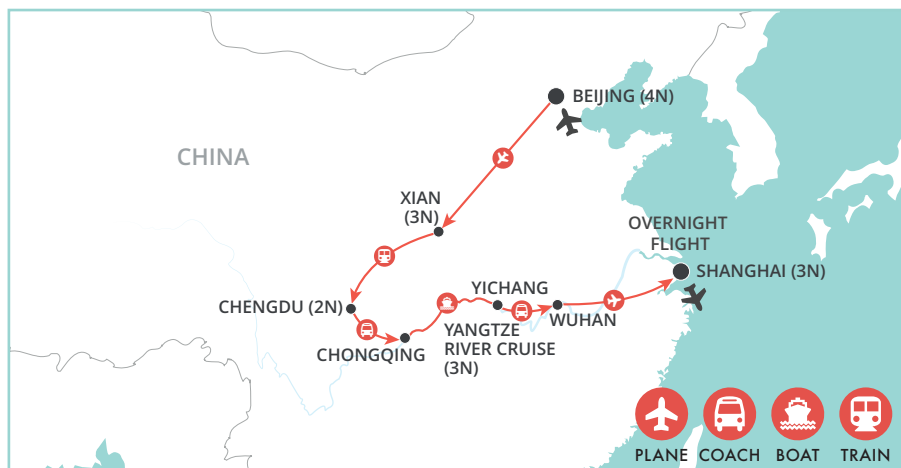 BEIJING (4N)
CHINA
XIAN
(3N)
OVERNIGHT
FLIGHT
SHANGHAI (3N)
YICHANG
CHENGDU (2N)
WUHAN
CHONGQING
YANGTZE
RIVER CRUISE
(3N)
PLANE COACH BOAT TRAIN